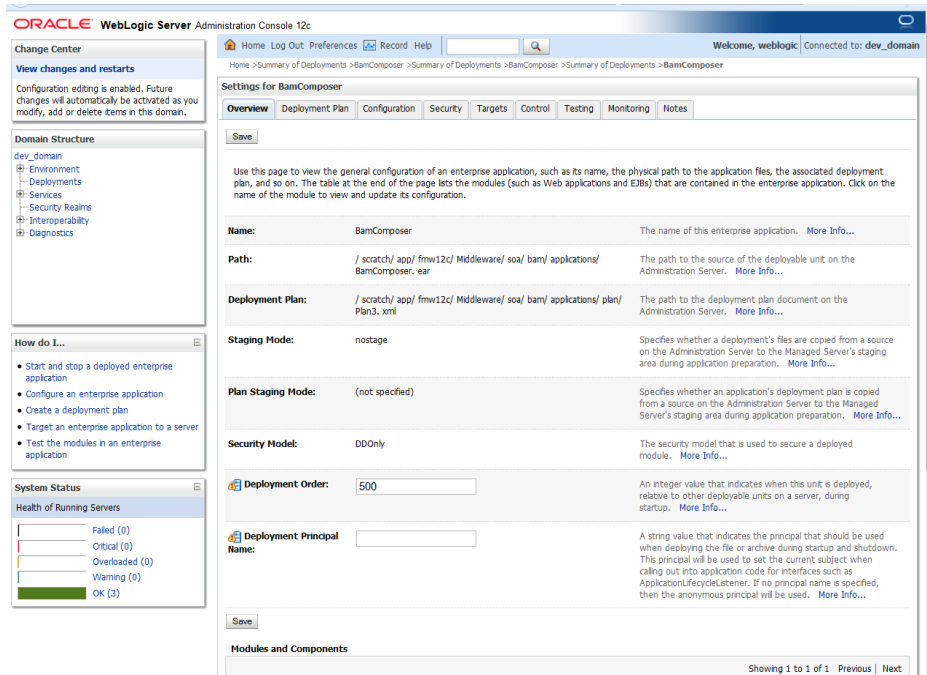 ORACLE WebLogic Server Administration Console 12c
Change Center
View changes and restarts
Configuration editing is enabled. Future
changes will automatically be activated as you
modify, add or delete items in this domain.
Domain Structure
dev_domain
Environment
Deployments
Services
Security Realms
Interoperability
Diagnostics
How do I...
Start and stop a deployed enterprise
application
Configure an enterprise application
Create a deployment plan
Target an enterprise application to a server
Test the modules in an enterprise
application
System Status
Health of Running Servers
Failed (0)
Critical (0)
Overloaded (0)
Warning (0)
OK (3)
Home Log Out Preferences Record Help
Welcome, weblogic Connected to: dev_domain
Home >Summary of Deployments >BamComposer >Summary of Deployments >BamComposer >Summary of Deployments >BamComposer
Settings for BamComposer
Overview Deployment Plan Configuration Security Targets Control Testing Monitoring Notes
Save
Use this page to view the general configuration of an enterprise application, such as its name, the physical path to the application files, the associated deployment
plan, and so on. The table at the end of the page lists the modules (such as Web applications and EJBs) that are contained in the enterprise application. Click on the
name of the module to view and update its configuration.
Name: BamComposer The name of this enterprise application. More Info...
Path: / scratch/ app/ fmw12c/ Middleware/ soa/ bam/ applications/ The path to the source of the deployable unit on the
BamComposer. ear Administration Server. More Info...
Deployment Plan: / scratch/ app/ fmw12c/ Middleware/ soa/ bam/ applications/ plan/ The path to the deployment plan document on the
Plan3. xml Administration Server. More Info...
Staging Mode: nostage Specifies whether a deployment's files are copied from a source
on the Administration Server to the Managed Server's staging
area during application preparation. More Info...
Plan Staging Mode: (not specified) Specifies whether an application's deployment plan is copied
from a source on the Administration Server to the Managed
Server's staging area during application preparation. More Info...
Security Model: DDOnly The security model that is used to secure a deployed
module. More Info...
Deployment Order: 500 An integer value that indicates when this unit is deployed,
relative to other deployable units on a server, during
startup. More Info...
Deployment Principal A string value that indicates the principal that should be used
Name: when deploying the file or archive during startup and shutdown.
This principal will be used to set the current subject when
calling out into application code for interfaces such as
ApplicationLifecycleListener. If no principal name is specified,
then the anonymous principal will be used. More Info...
Save
Modules and Components
Showing 1 to 1 of 1 Previous | Next